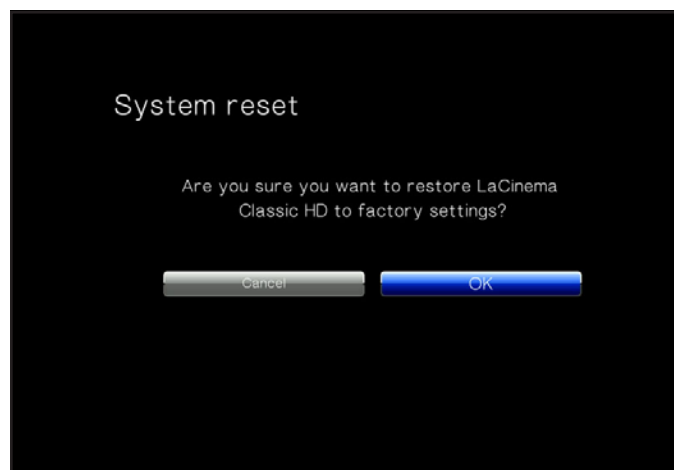 System reset
Are you sure you want to restore LaCinema
Classic HD to factory settings?
Cancel
OK